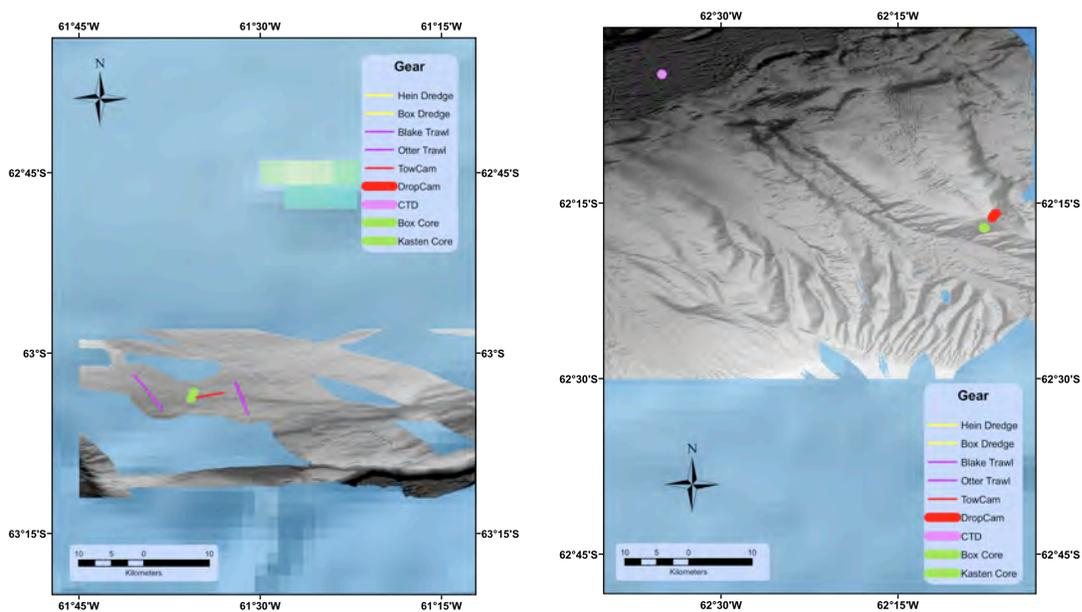 61°45'W 61°30'W 61°15'W
N
Gear
Hein Dredge
Box Dredge
Blake Trawl
Otter Trawl
TowCam
DropCam
CTD
Box Core
Kasten Core
62°45'S 62°45'S
63°S 63°S
63°15'S 63°15'S
10 5 0 10
Kilometers
61°45'W 61°30'W 61°15'W
62°30'W 62°15'W
62°15'S 62°15'S
62°30'S 62°30'S
Gear
Hein Dredge
Box Dredge
Blake Trawl
Otter Trawl
TowCam
DropCam
CTD
Box Core
Kasten Core
N
62°45'S 62°45'S
10 5 0 10
Kilometers
62°30'W 62°15'W